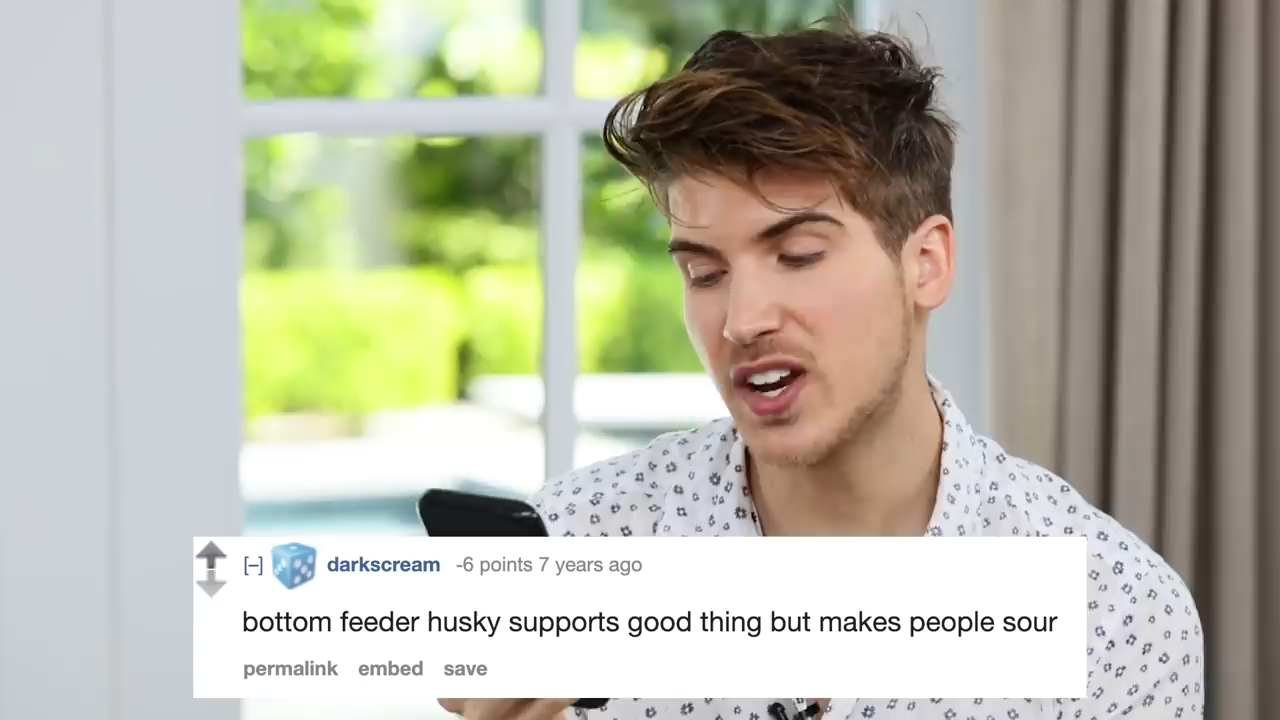 [–] darkscream -6 points 7 years ago
bottom feeder husky supports good thing but makes people sour
permalink embed save